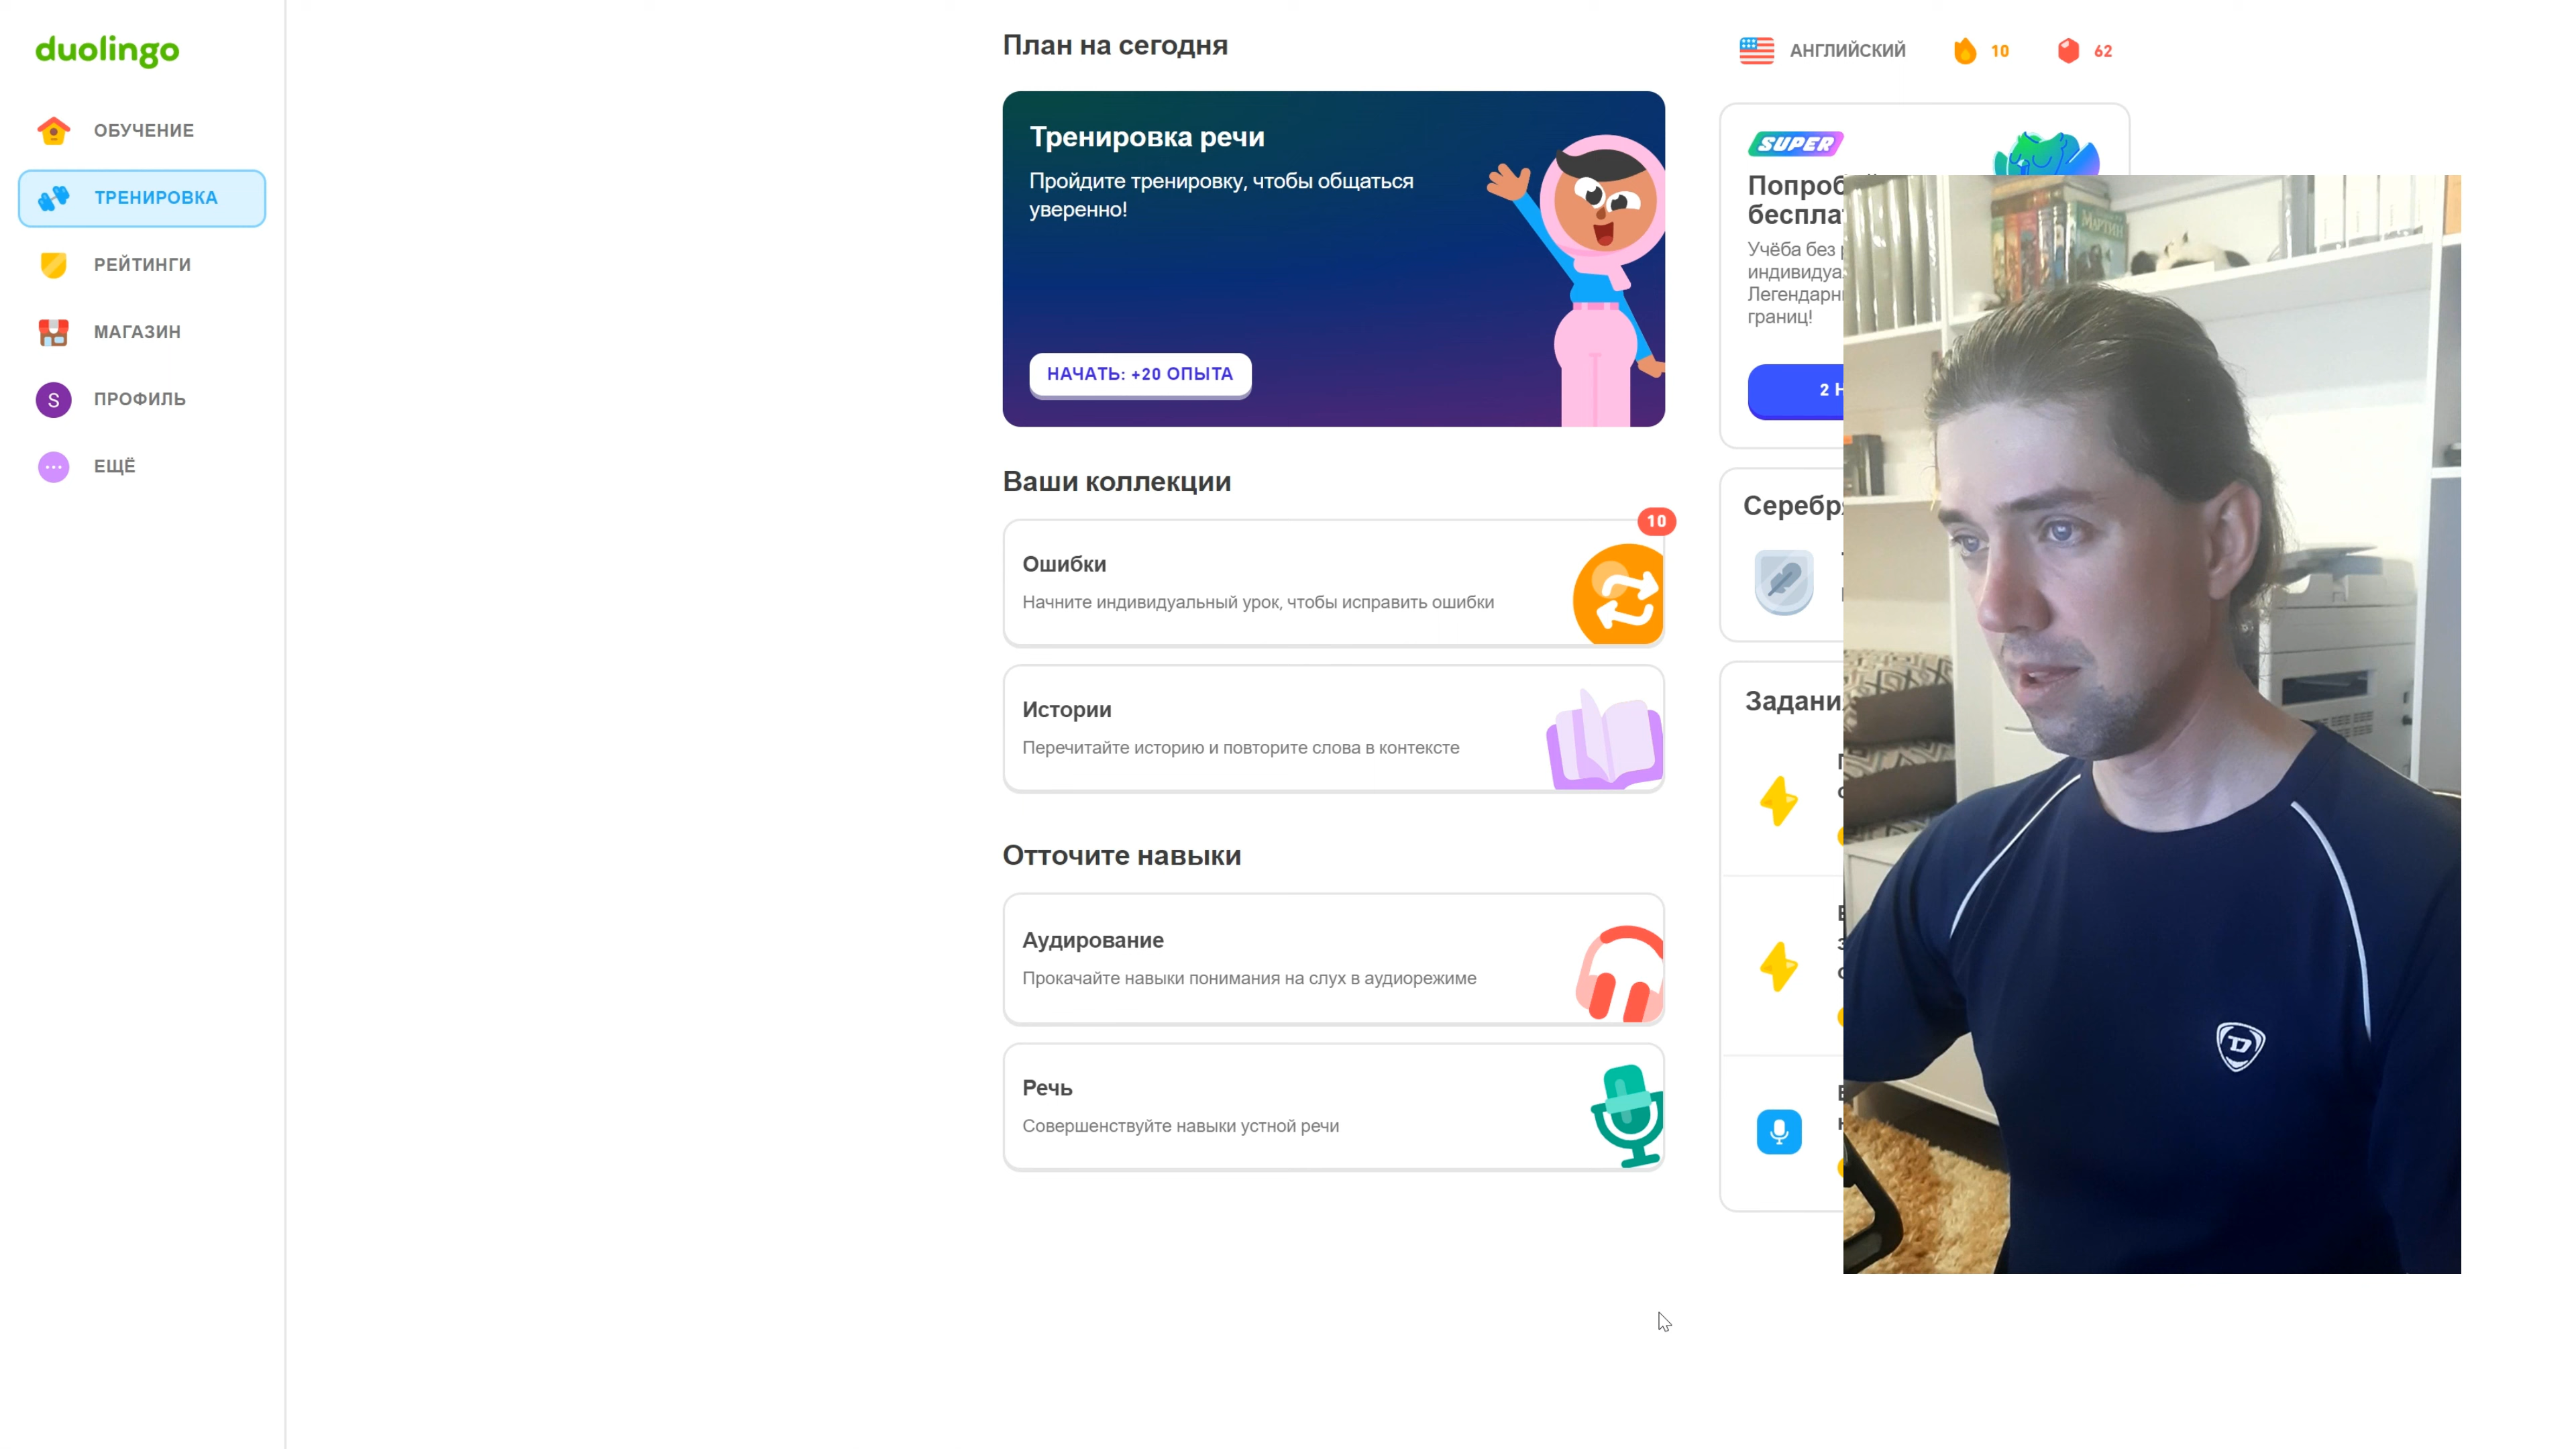 duolingo
ОБУЧЕНИЕ
ТРЕНИРОВКА
РЕЙТИНГИ
МАГАЗИН
S
ПРОФИЛЬ
ЕЩЁ
План на сегодня
Тренировка речи
Пройдите тренировку, чтобы общаться
уверенно!
НАЧАТЬ: +20 ОПЫТА
Ваши коллекции
10
Ошибки
Начните индивидуальный урок, чтобы исправить ошибки
Истории
Перечитайте историю и повторите слова в контексте
Отточите навыки
Аудирование
Прокачайте навыки понимания на слух в аудиорежиме
Речь
Совершенствуйте навыки устной речи
АНГЛИЙСКИЙ
10
62
SUPER
Учёба без
границ!
МАРТИН